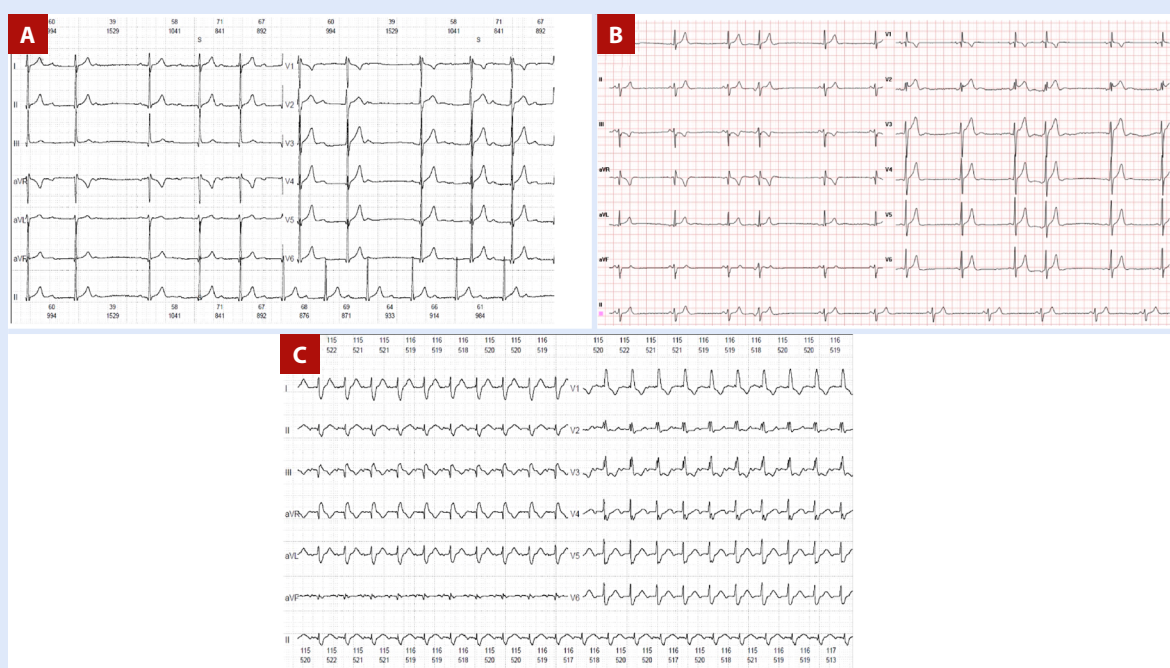 A
60 39 58 71 67 60 39 58 71 67
994 1529 1041 841 892 994 1529 1041 841 892
S S
I V1
II V2
III V3
aVR V4
aVL V5
aVF V6
II
60 39 58 71 67 68 69 64 66 61
994 1529 1041 841 892 876 871 933 914 984
B
V1
II V2
III V3
aVR V4
aVL V5
aVF V6
II
C
115 115 115 115 116 116 115 115 116 115 115 115 115 116 116 115 115 116
522 521 521 519 519 518 520 520 519 520 522 521 521 519 519 518 520 520 519
I V1
II V2
III V3
aVR V4
aVL V5
aVF V6
II
115 115 115 115 116 116 115 115 116 116 116 115 116 116 115 115 116 116 115 117
520 522 521 521 519 519 518 520 520 519 517 518 520 520 517 520 518 521 519 519 513